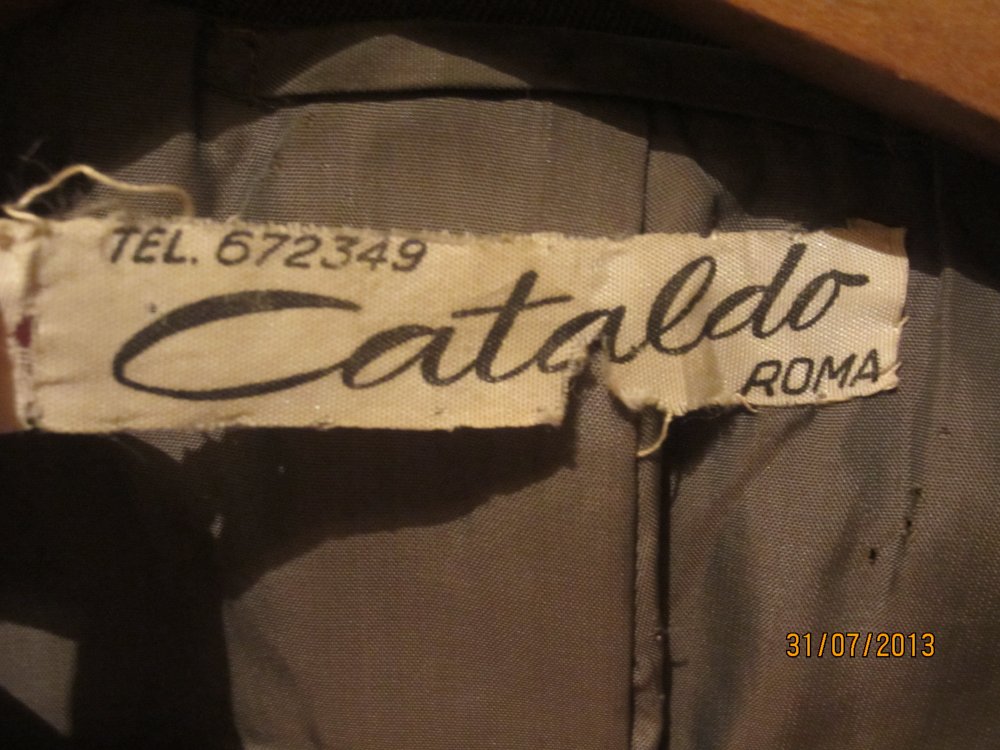 TEL. 672349
Cataldo
ROMA
31/07/2013